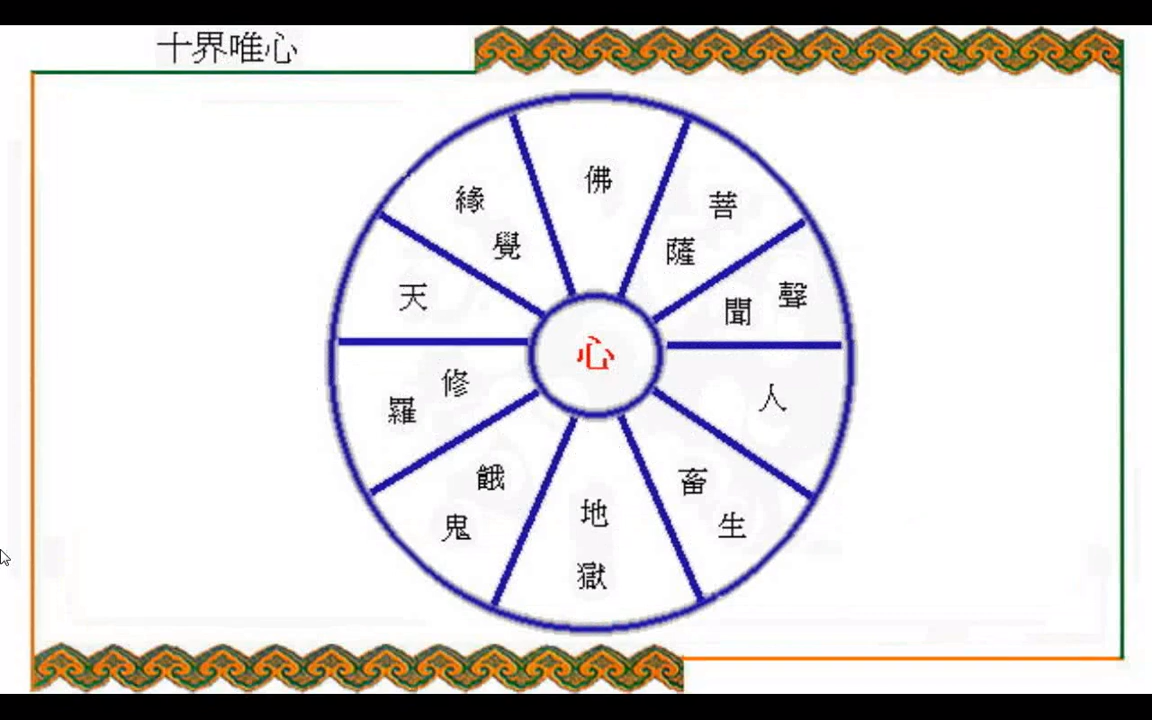 十界唯心
佛
菩薩
聲聞
人
畜生
地獄
餓鬼
修羅
天
緣覺
心